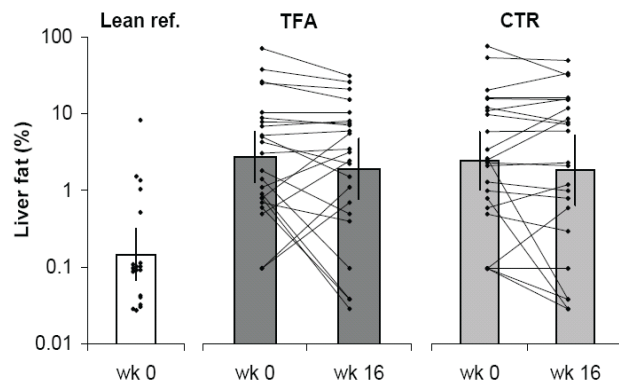 Lean ref. TFA CTR
100
10
1
0.1
0.01
Liver fat (%)
wk 0 wk 0 wk 16 wk 0 wk 16